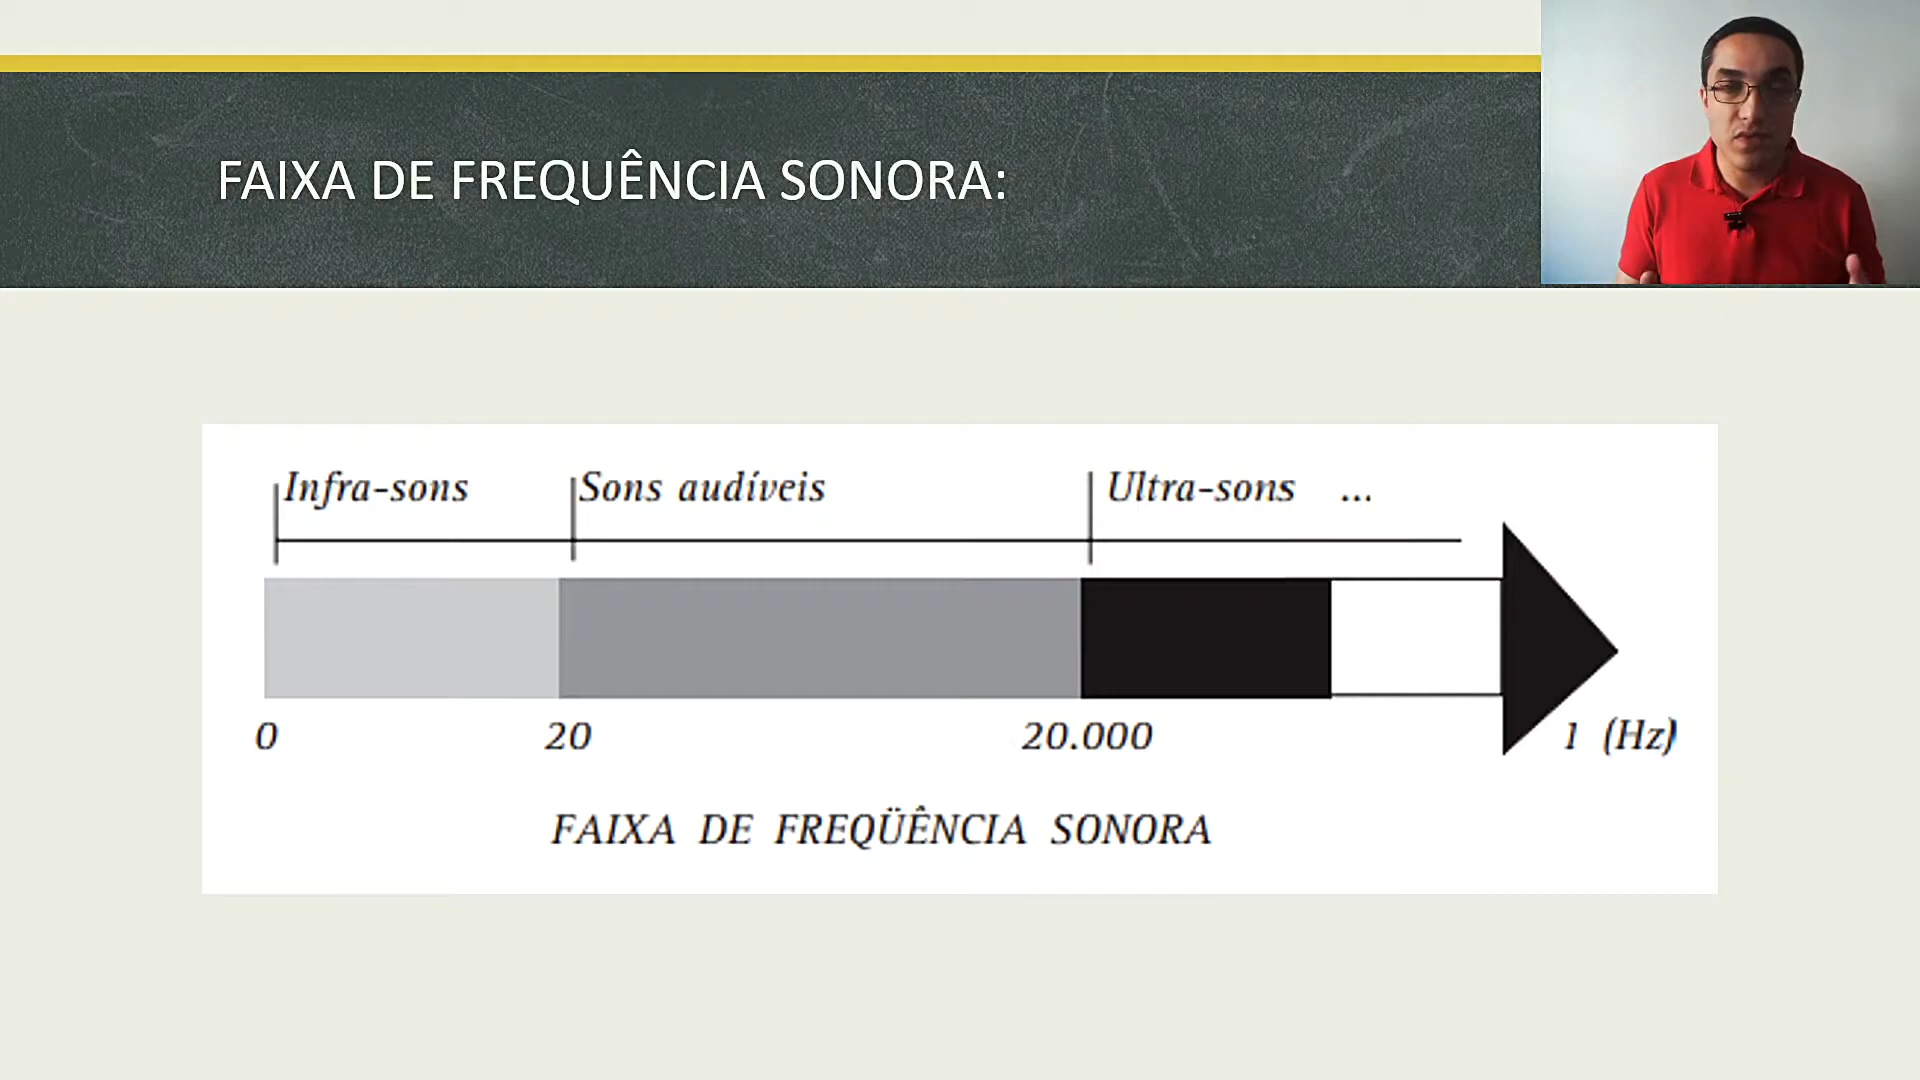 FAIXA DE FREQUÊNCIA SONORA:
Infra-sons Sons audíveis Ultra-sons ...
0 20 20.000 1 (Hz)
FAIXA DE FREQÜÊNCIA SONORA